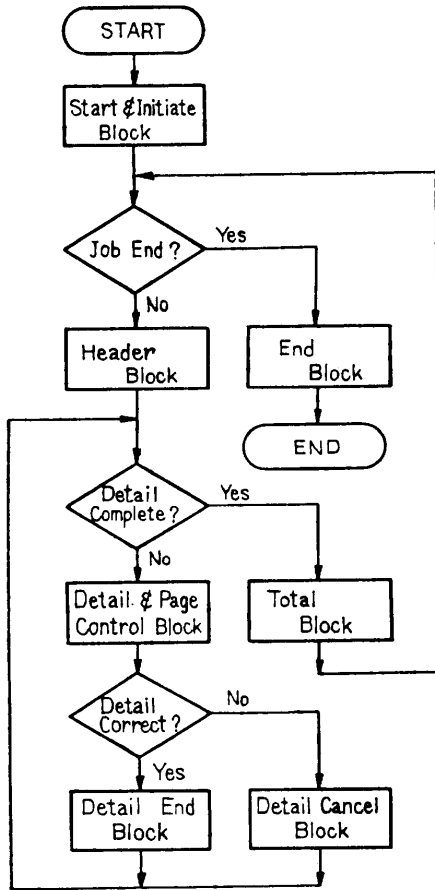 START
Start & Initiate
Block
Job End?
Yes
No
Header
Block
End
Block
END
Detail
Complete?
Yes
No
Detail & Page
Control Block
Total
Block
Detail
Correct?
No
Yes
Detail End
Block
Detail Cancel
Block